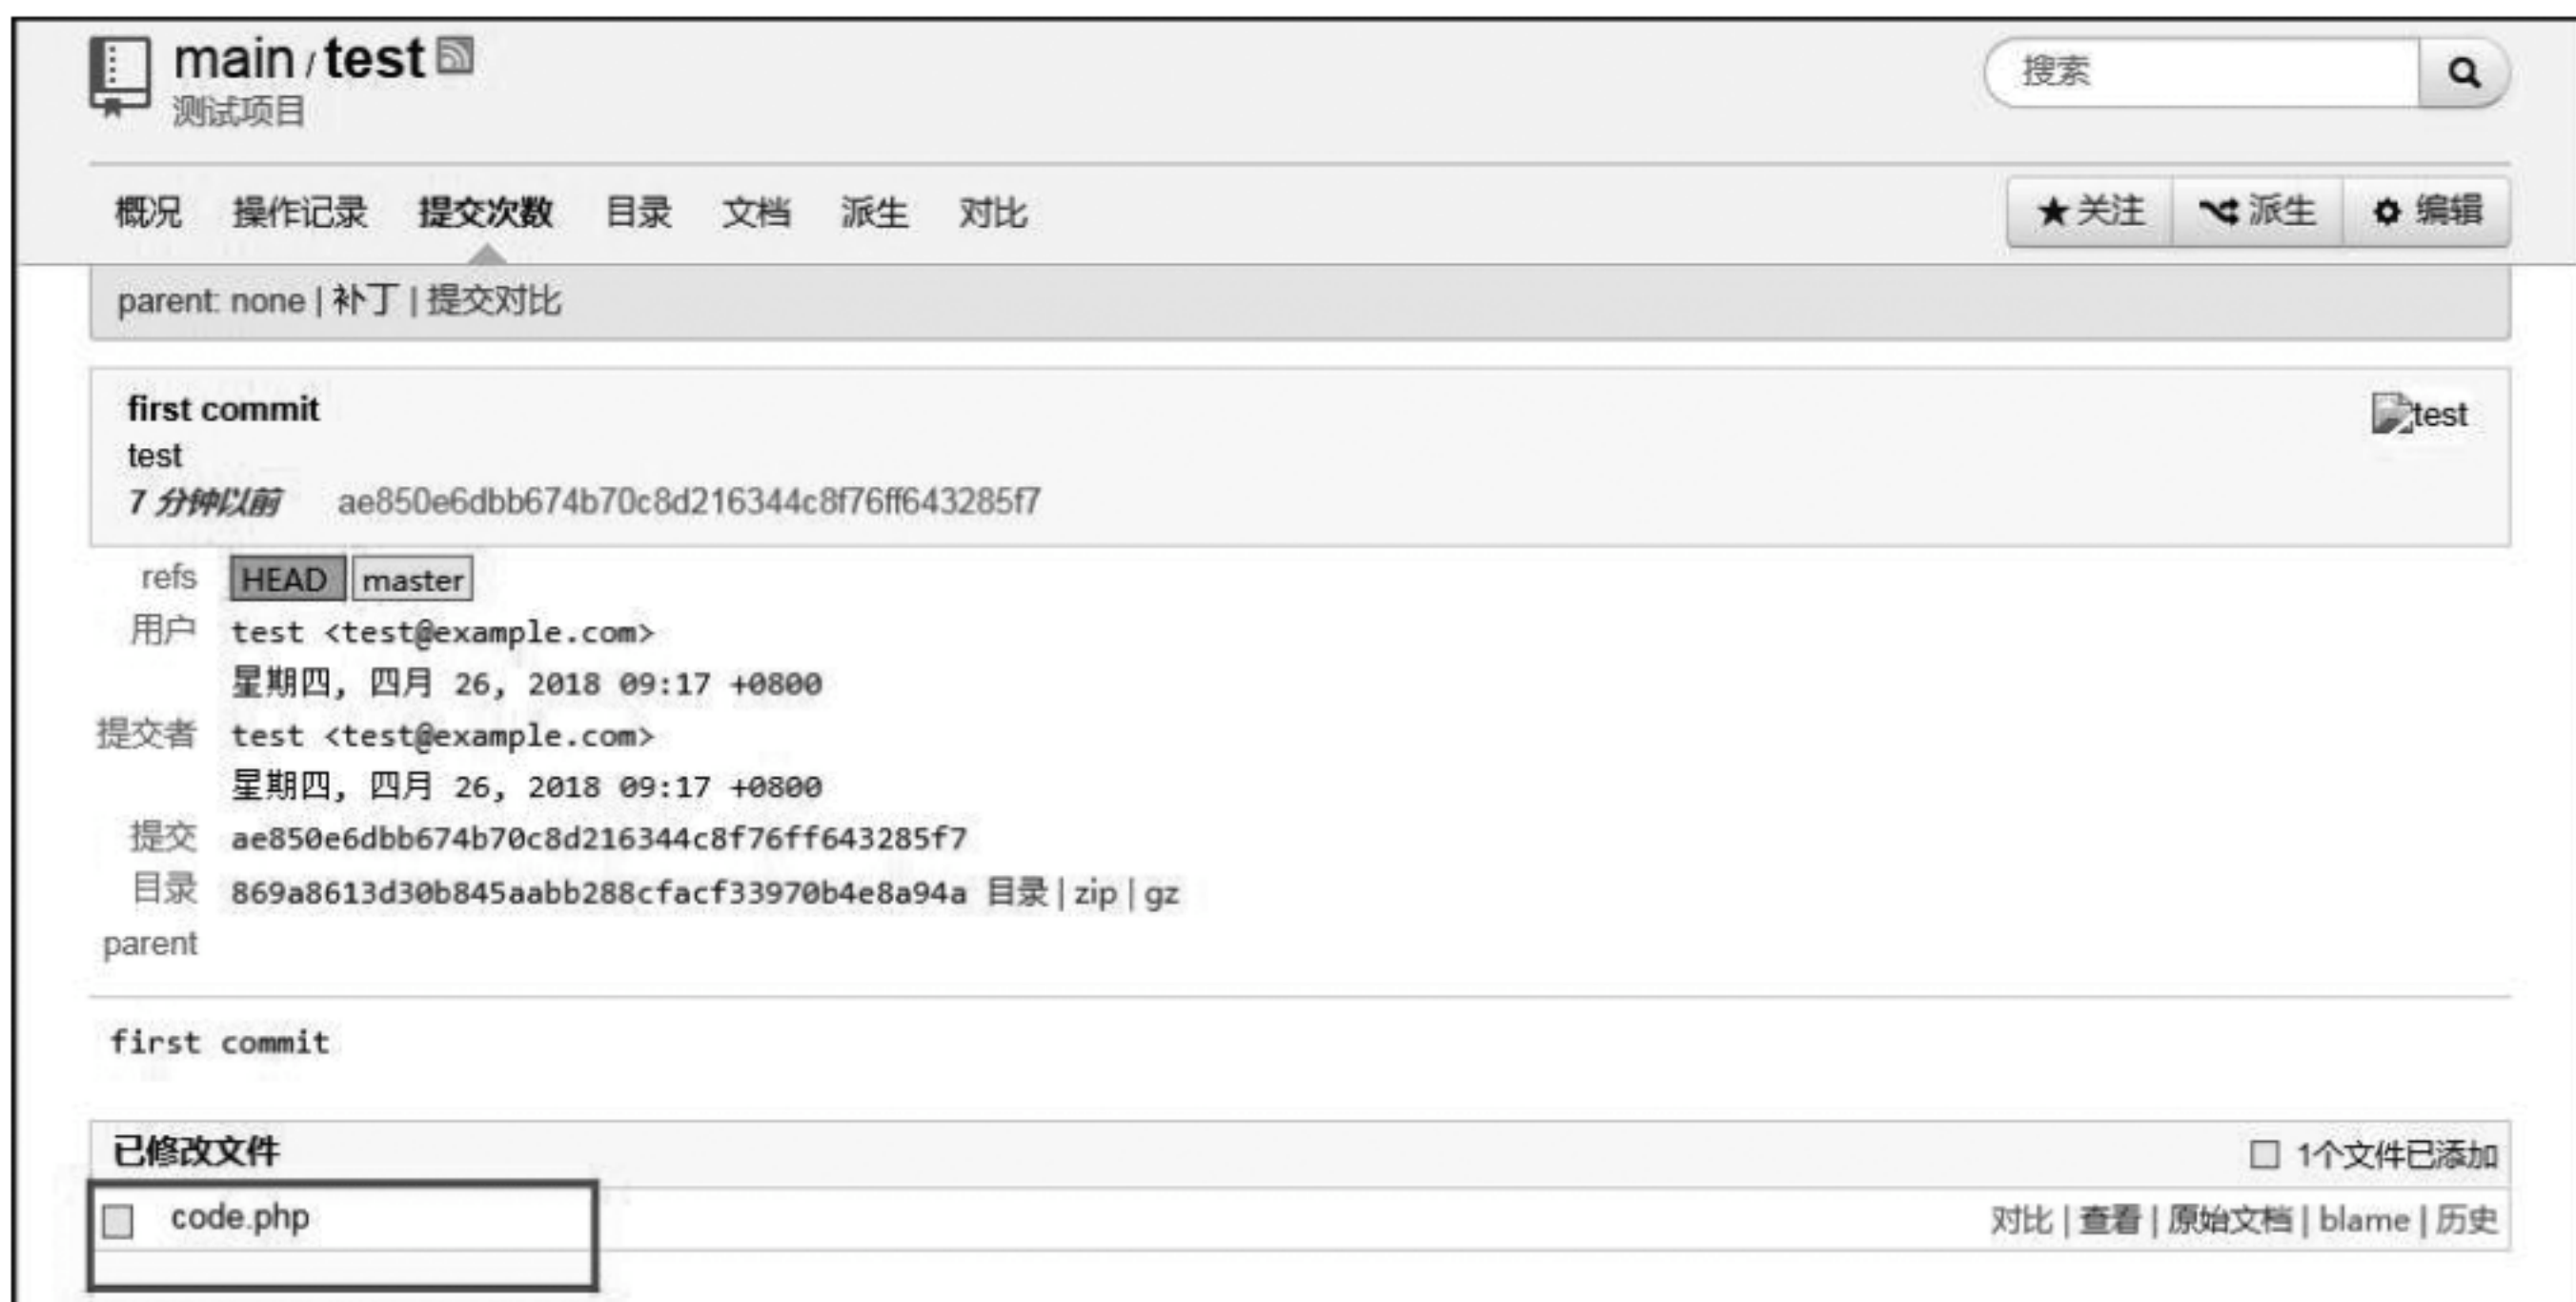 main / test
测试项目
搜索
概况 操作记录 提交次数 目录 文档 派生 对比
关注 派生 编辑
parent: none | 补丁 | 提交对比
first commit
test
test
7 分钟以前 ae850e6dbb674b70c8d216344c8f76ff643285f7
refs HEAD master
用户 test <test@example.com>
星期四, 四月 26, 2018 09:17 +0800
提交者 test <test@example.com>
星期四, 四月 26, 2018 09:17 +0800
提交 ae850e6dbb674b70c8d216344c8f76ff643285f7
目录 869a8613d30b845aabb288cfacf33970b4e8a94a 目录 | zip | gz
parent
first commit
已修改文件 1个文件已添加
code.php 对比 | 查看 | 原始文档 | blame | 历史